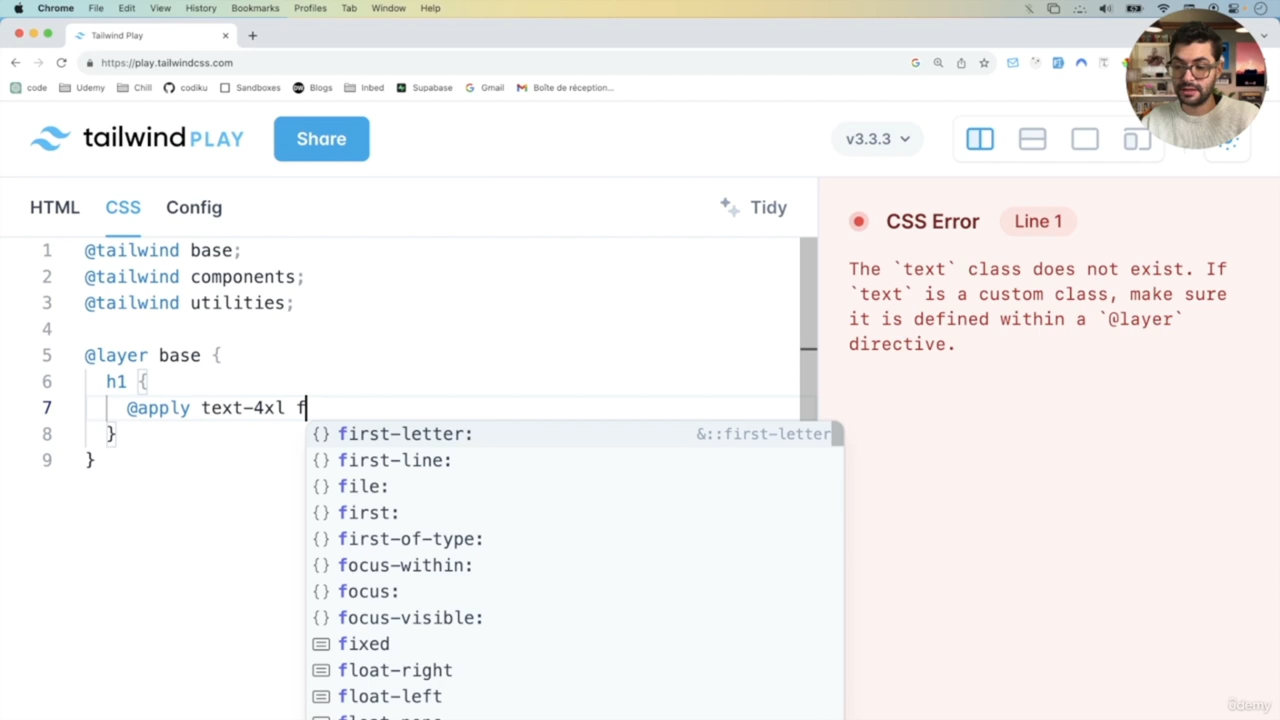 Chrome File Edit View History Bookmarks Profiles Tab Window Help
Tailwind Play
https://play.tailwindcss.com
code Udemy Chill codiku Sandboxes Blogs Inbed Supabase Gmail Boîte de réception...
tailwind PLAY Share v3.3.3
HTML CSS Config Tidy
1 @tailwind base;
2 @tailwind components;
3 @tailwind utilities;
4
5 @layer base {
6 h1 {
7 @apply text-4xl f
8 }
9 }
{} first-letter: &::first-letter
{} first-line:
{} file:
{} first:
{} first-of-type:
{} focus-within:
{} focus:
{} focus-visible:
fixed
float-right
float-left
CSS Error Line 1
The `text` class does not exist. If
`text` is a custom class, make sure
it is defined within a `@layer`
directive.
ûdemy